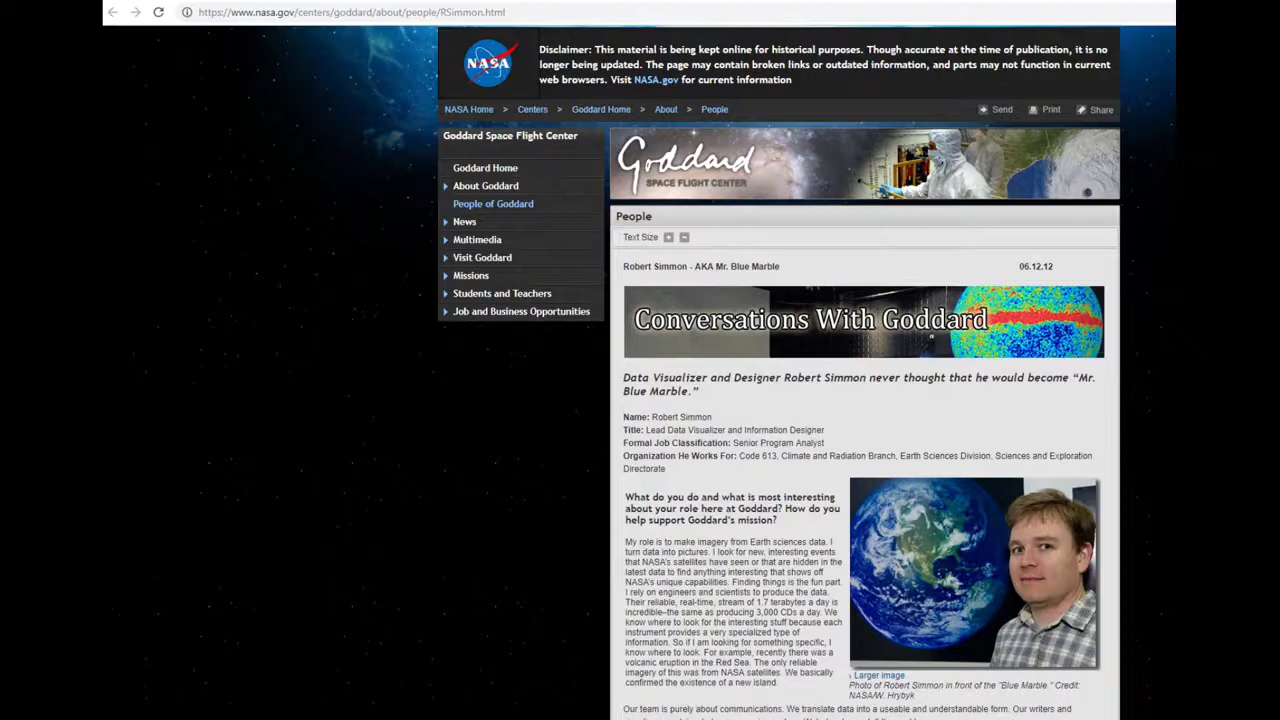 https://www.nasa.gov/centers/goddard/about/people/RSimmon.html
NASA
Disclaimer: This material is being kept online for historical purposes. Though accurate at the time of publication, it is no
longer being updated. The page may contain broken links or outdated information, and parts may not function in current
web browsers. Visit NASA.gov for current information
NASA Home > Centers > Goddard Home > About > People
Send Print Share
Goddard Space Flight Center
Goddard Home
About Goddard
People of Goddard
News
Multimedia
Visit Goddard
Missions
Students and Teachers
Job and Business Opportunities
Goddard
SPACE FLIGHT CENTER
People
Text Size
Robert Simmon - AKA Mr. Blue Marble 06.12.12
Conversations With Goddard
Data Visualizer and Designer Robert Simmon never thought that he would become “Mr.
Blue Marble.”
Name: Robert Simmon
Title: Lead Data Visualizer and Information Designer
Formal Job Classification: Senior Program Analyst
Organization He Works For: Code 613, Climate and Radiation Branch, Earth Sciences Division, Sciences and Exploration
Directorate
What do you do and what is most interesting
about your role here at Goddard? How do you
help support Goddard's mission?
My role is to make imagery from Earth sciences data. I
turn data into pictures. I look for new, interesting events
that NASA's satellites have seen or that are hidden in the
latest data to find anything interesting that shows off
NASA's unique capabilities. Finding things is the fun part.
I rely on engineers and scientists to produce the data.
Their reliable, real-time, stream of 1.7 terabytes a day is
incredible–the same as producing 3,000 CDs a day. We
know where to look for the interesting stuff because each
instrument provides a very specialized type of
information. So if I am looking for something specific, I
know where to look. For example, recently there was a
volcanic eruption in the Red Sea. The only reliable
imagery of this was from NASA satellites. We basically
confirmed the existence of a new island.
› Larger image
Photo of Robert Simmon in front of the "Blue Marble." Credit:
NASA/W. Hrybyk
Our team is purely about communications. We translate data into a useable and understandable form. Our writers and